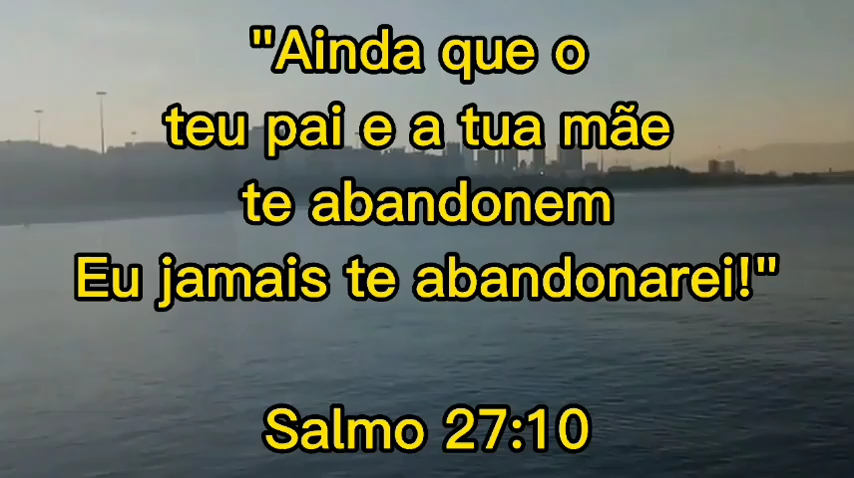 "Ainda que o
teu pai e a tua mãe
te abandonem
Eu jamais te abandonarei!"
Salmo 27:10